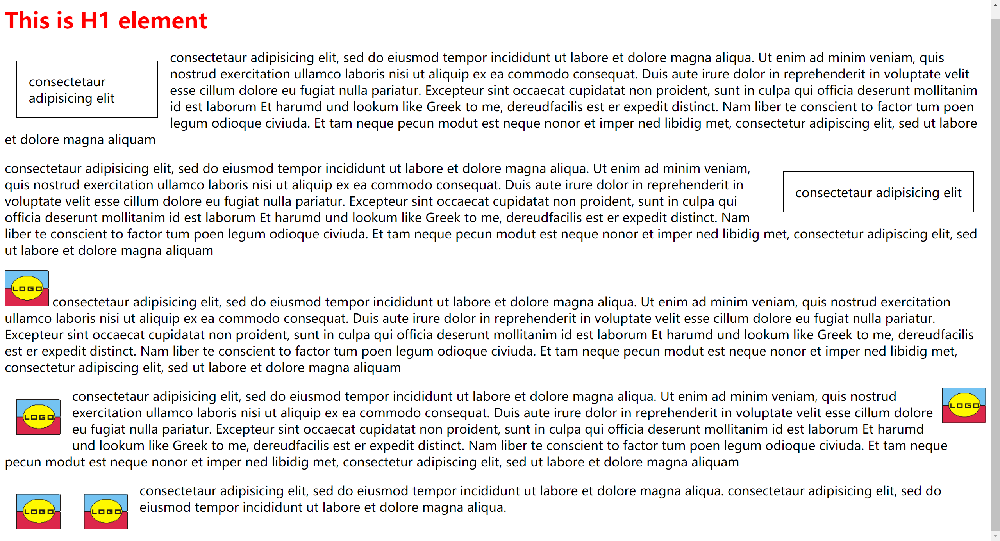 This is H1 element
consectetaur
adipisicing elit
consectetaur adipisicing elit, sed do eiusmod tempor incididunt ut labore et dolore magna aliqua. Ut enim ad minim veniam, quis
nostrud exercitation ullamco laboris nisi ut aliquip ex ea commodo consequat. Duis aute irure dolor in reprehenderit in voluptate velit
esse cillum dolore eu fugiat nulla pariatur. Excepteur sint occaecat cupidatat non proident, sunt in culpa qui officia deserunt mollitanim
id est laborum Et harumd und lookum like Greek to me, dereudfacilis est er expedit distinct. Nam liber te conscient to factor tum poen
legum odioque civiuda. Et tam neque pecun modut est neque nonor et imper ned libidig met, consectetur adipiscing elit, sed ut labore
et dolore magna aliquam
consectetaur adipisicing elit, sed do eiusmod tempor incididunt ut labore et dolore magna aliqua. Ut enim ad minim veniam,
quis nostrud exercitation ullamco laboris nisi ut aliquip ex ea commodo consequat. Duis aute irure dolor in reprehenderit in
voluptate velit esse cillum dolore eu fugiat nulla pariatur. Excepteur sint occaecat cupidatat non proident, sunt in culpa qui
officia deserunt mollitanim id est laborum Et harumd und lookum like Greek to me, dereudfacilis est er expedit distinct. Nam
liber te conscient to factor tum poen legum odioque civiuda. Et tam neque pecun modut est neque nonor et imper ned libidig met, consectetur adipiscing elit, sed
ut labore et dolore magna aliquam
consectetaur adipisicing elit
LOGO
consectetaur adipisicing elit, sed do eiusmod tempor incididunt ut labore et dolore magna aliqua. Ut enim ad minim veniam, quis nostrud exercitation
ullamco laboris nisi ut aliquip ex ea commodo consequat. Duis aute irure dolor in reprehenderit in voluptate velit esse cillum dolore eu fugiat nulla pariatur.
Excepteur sint occaecat cupidatat non proident, sunt in culpa qui officia deserunt mollitanim id est laborum Et harumd und lookum like Greek to me, dereudfacilis
est er expedit distinct. Nam liber te conscient to factor tum poen legum odioque civiuda. Et tam neque pecun modut est neque nonor et imper ned libidig met,
consectetur adipiscing elit, sed ut labore et dolore magna aliquam
LOGO
consectetaur adipisicing elit, sed do eiusmod tempor incididunt ut labore et dolore magna aliqua. Ut enim ad minim veniam, quis nostrud
exercitation ullamco laboris nisi ut aliquip ex ea commodo consequat. Duis aute irure dolor in reprehenderit in voluptate velit esse cillum dolore
eu fugiat nulla pariatur. Excepteur sint occaecat cupidatat non proident, sunt in culpa qui officia deserunt mollitanim id est laborum Et harumd
und lookum like Greek to me, dereudfacilis est er expedit distinct. Nam liber te conscient to factor tum poen legum odioque civiuda. Et tam neque
pecun modut est neque nonor et imper ned libidig met, consectetur adipiscing elit, sed ut labore et dolore magna aliquam
LOGO
LOGO
LOGO
consectetaur adipisicing elit, sed do eiusmod tempor incididunt ut labore et dolore magna aliqua. consectetaur adipisicing elit, sed do
eiusmod tempor incididunt ut labore et dolore magna aliqua.